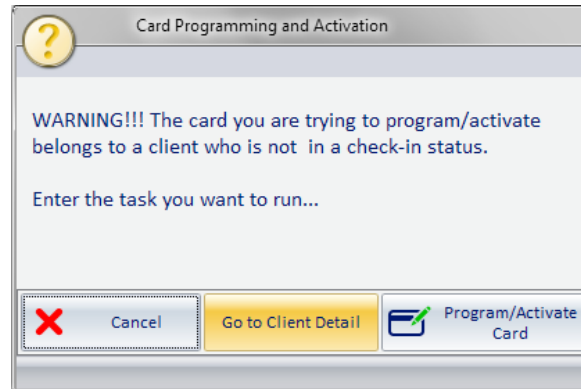 Card Programming and Activation
WARNING!!! The card you are trying to program/activate
belongs to a client who is not in a check-in status.
Enter the task you want to run...
Cancel
Go to Client Detail
Program/Activate
Card